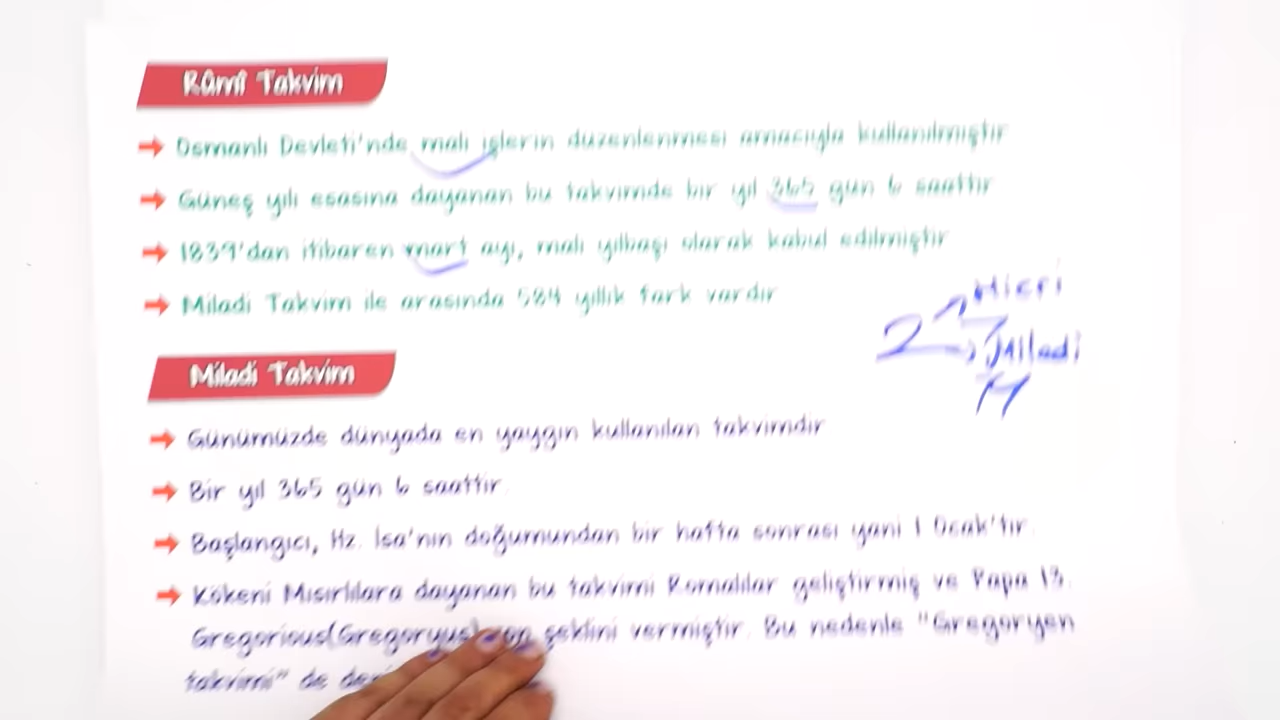 Rûmî Takvim
Osmanlı Devleti'nde mali işlerin düzenlenmesi amacıyla kullanılmıştır
Güneş yılı esasına dayanan bu takvimde bir yıl 365 gün 6 saattir
1839'dan itibaren mart ayı, mali yılbaşı olarak kabul edilmiştir
Miladi Takvim ile arasında 584 yıllık fark vardır
Hicri
2
Miladi
Miladi Takvim
Günümüzde dünyada en yaygın kullanılan takvimdir
Bir yıl 365 gün 6 saattir.
Başlangıcı, Hz. İsa'nın doğumundan bir hafta sonrası yani 1 Ocak'tır.
Kökeni Mısırlılara dayanan bu takvimi Romalılar geliştirmiş ve Papa 13.
Gregorious(Gregoryus) son şeklini vermiştir. Bu nedenle "Gregoryen
takvimi" de